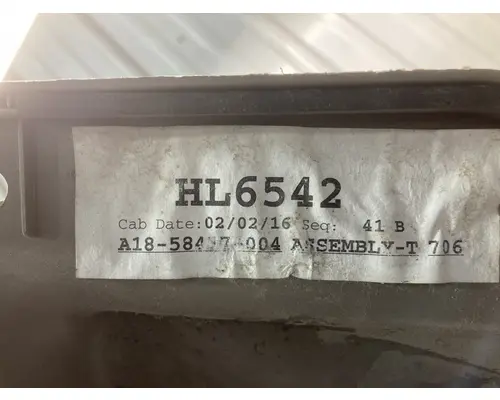 HL6542
Cab Date:02/02/16 Seq: 41 B
ASSEMBLY-T 706